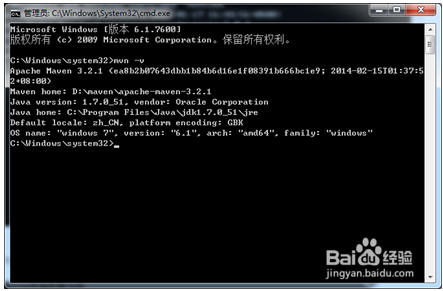 管理员: C:\Windows\System32\cmd.exe
Microsoft Windows [版本 6.1.7600]
版权所有 (c) 2009 Microsoft Corporation。保留所有权利。
C:\Windows\system32>mvn -v
Apache Maven 3.2.1 (ea8b2b07643dbb1b84b6d16e1f08391b666bc1e9; 2014-02-15T01:37:5
2+08:00)
Maven home: D:\maven\apache-maven-3.2.1
Java version: 1.7.0_51, vendor: Oracle Corporation
Java home: C:\Program Files\Java\jdk1.7.0_51\jre
Default locale: zh_CN, platform encoding: GBK
OS name: "windows 7", version: "6.1", arch: "amd64", family: "windows"
C:\Windows\system32>_
Bai du 经验
jingyan.baidu.com